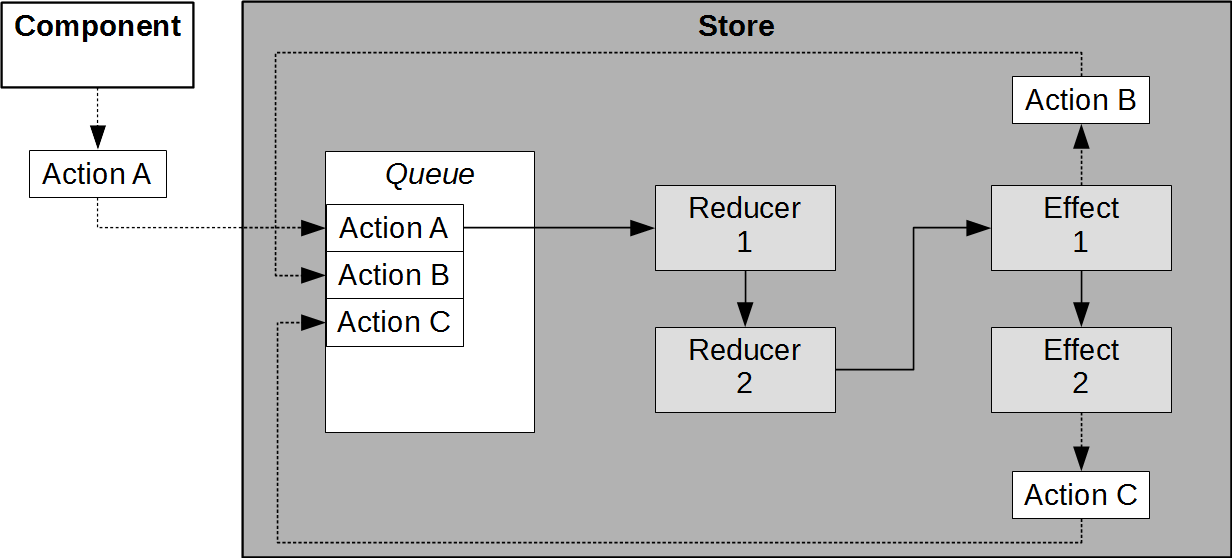 Component
Store
Action A
Queue
Action A
Action B
Action C
Reducer
1
Reducer
2
Action B
Effect
1
Effect
2
Action C